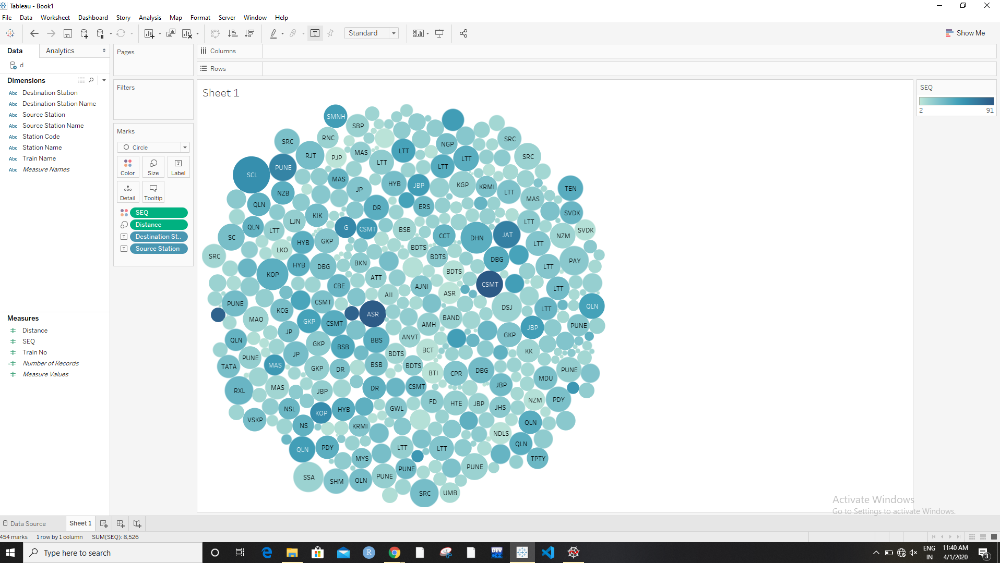 Tableau - Book1
File Data Worksheet Dashboard Story Analysis Map Format Server Window Help
Standard
Show Me
Data Analytics
d
Dimensions
Abc Destination Station
Abc Destination Station Name
Abc Source Station
Abc Source Station Name
Abc Station Code
Abc Station Name
Abc Train Name
Abc Measure Names
Measures
# Distance
# SEQ
# Train No
=# Number of Records
# Measure Values
Pages
Filters
Marks
Circle
Color Size Label
Detail Tooltip
SEQ
Distance
Destination St..
Source Station
Columns
Rows
Sheet 1
SMNH
SBP
SRC RNC NGP SRC
RJT PJP MAS LTT LTT SRC
LTT
SCL PUNE LTT
MAS HYB JBP KGP KRMI TEN
NZB JP LTT MAS
QLN DR ERS SVDK
KIK
QLN LJN G CSMT BSB LTT SVDK
SC LTT CCT DHN JAT NZM
HYB GKP LTT
SRC LKO BDTS BDTS DBG PAY
HYB DBG BKN LTT
KOP ATT BDTS
CBE AJNI CSMT LTT
PUNE CSMT AII ASR DSJ QLN
KCG LTT
MAO GKP CSMT ASR AMH BAND JBP PUNE
JP GKP
QLN GKP BSB BBS ANVT KK
PUNE JP BDTS BCT
TATA MAS GKP DR BSB BDTS BTI CPR DBG PUNE
MDU
RXL MAS JBP DR CSMT JBP
NSL KOP HYB GWL FD HTE JBP JHS NZM PDY
VSKP NS KRMI QLN
NDLS
QLN PDY LTT LTT QLN
MYS TPTY
SSA SHM QLN PUNE PUNE PUNE
SRC UMB
SEQ
2 91
Activate Windows
Go to Settings to activate Windows.
Data Source Sheet 1
454 marks 1 row by 1 column SUM(SEQ): 8,526
Type here to search
R
DEV
ENG
IN
11:40 AM
4/1/2020
3